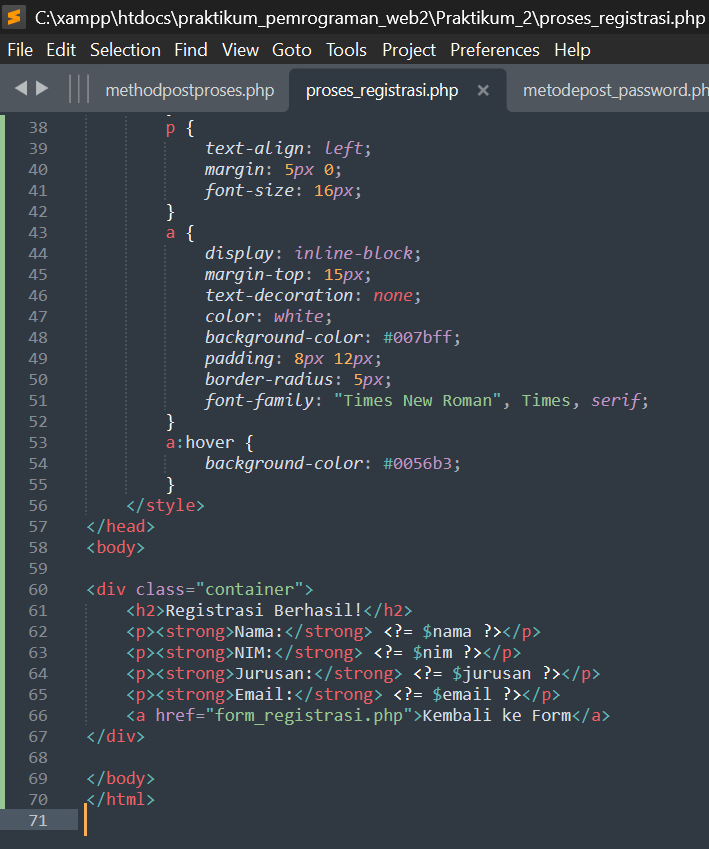 C:\xampp\htdocs\praktikum_pemrograman_web2\Praktikum_2\proses_registrasi.php
File Edit Selection Find View Goto Tools Project Preferences Help
methodpostproses.php proses_registrasi.php × metodepost_password.ph
38 p {
39 text-align: left;
40 margin: 5px 0;
41 font-size: 16px;
42 }
43 a {
44 display: inline-block;
45 margin-top: 15px;
46 text-decoration: none;
47 color: white;
48 background-color: #007bff;
49 padding: 8px 12px;
50 border-radius: 5px;
51 font-family: "Times New Roman", Times, serif;
52 }
53 a:hover {
54 background-color: #0056b3;
55 }
56 </style>
57 </head>
58 <body>
59
60 <div class="container">
61 <h2>Registrasi Berhasil!</h2>
62 <p><strong>Nama:</strong> <?= $nama ?></p>
63 <p><strong>NIM:</strong> <?= $nim ?></p>
64 <p><strong>Jurusan:</strong> <?= $jurusan ?></p>
65 <p><strong>Email:</strong> <?= $email ?></p>
66 <a href="form_registrasi.php">Kembali ke Form</a>
67 </div>
68
69 </body>
70 </html>
71